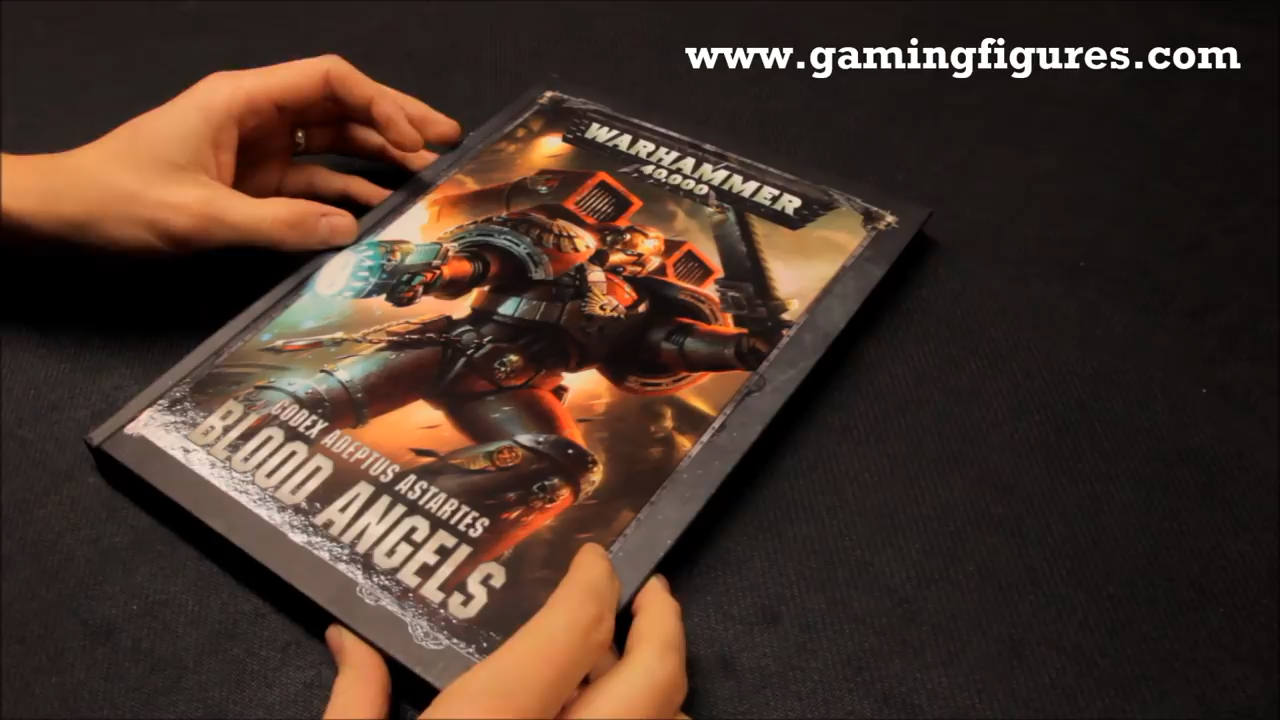 www.gamingfigures.com
WARHAMMER
40,000
CODEX ADEPTUS ASTARTES
BLOOD ANGELS